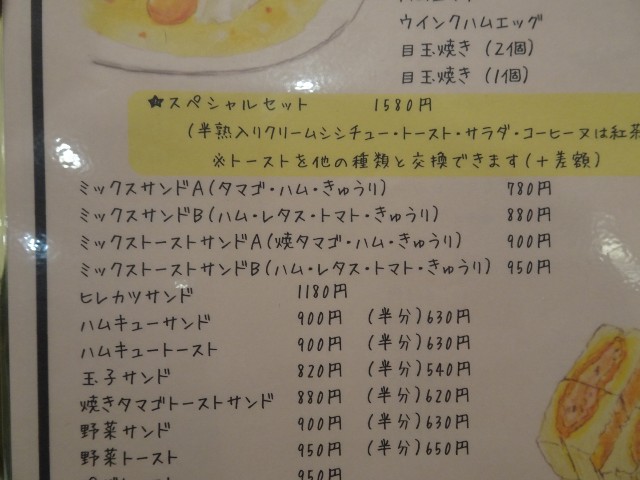 ウインクハムエッグ
目玉焼き(2個)
目玉焼き(1個)
★スペシャルセット 1580円
(半熟入りクリームシシチュー・トースト・サラダ・コーヒーヌは紅茶
※トーストを他の種類と交換できます(+差額)
ミックスサンドA(タマゴ・ハム・きゅうり) 780円
ミックスサンドB(ハム・レタス・トマト・きゅうり) 880円
ミックストーストサンドA(焼タマゴ・ハム・きゅうり) 900円
ミックストーストサンドB(ハム・レタス・トマト・きゅうり) 950円
ヒレカツサンド 1180円
ハムキューサンド 900円 (半分)630円
ハムキュートースト 900円 (半分)630円
玉子サンド 820円 (半分)540円
焼きタマゴトーストサンド 880円 (半分)620円
野菜サンド 900円 (半分)630円
野菜トースト 950円 (半分)650円
950円